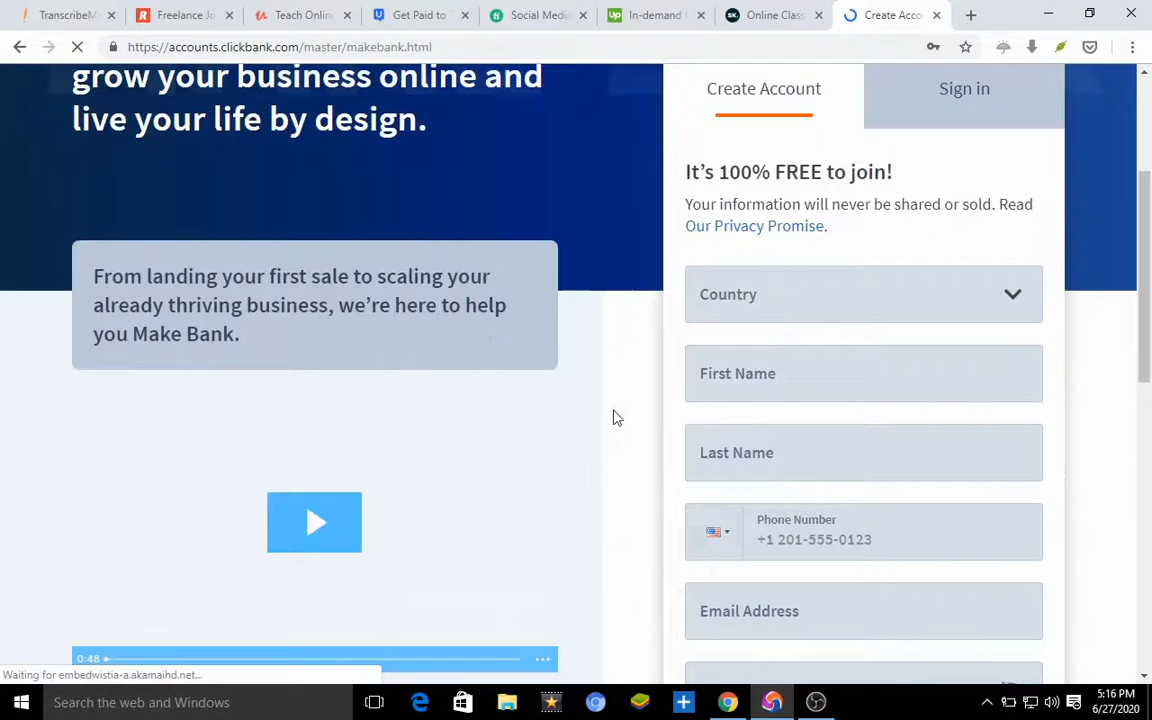 TranscribeM
Freelance Jo
Teach Online
Get Paid to
Social Media
In-demand t
Online Class
Create Acco
https://accounts.clickbank.com/master/makebank.html
grow your business online and
live your life by design.
Create Account
Sign in
It's 100% FREE to join!
Your information will never be shared or sold. Read
Our Privacy Promise.
From landing your first sale to scaling your
already thriving business, we're here to help
you Make Bank.
Country
First Name
Last Name
Phone Number
+1 201-555-0123
Email Address
0:48
Waiting for embedwistia-a.akamaihd.net...
Search the web and Windows
5:16 PM
6/27/2020